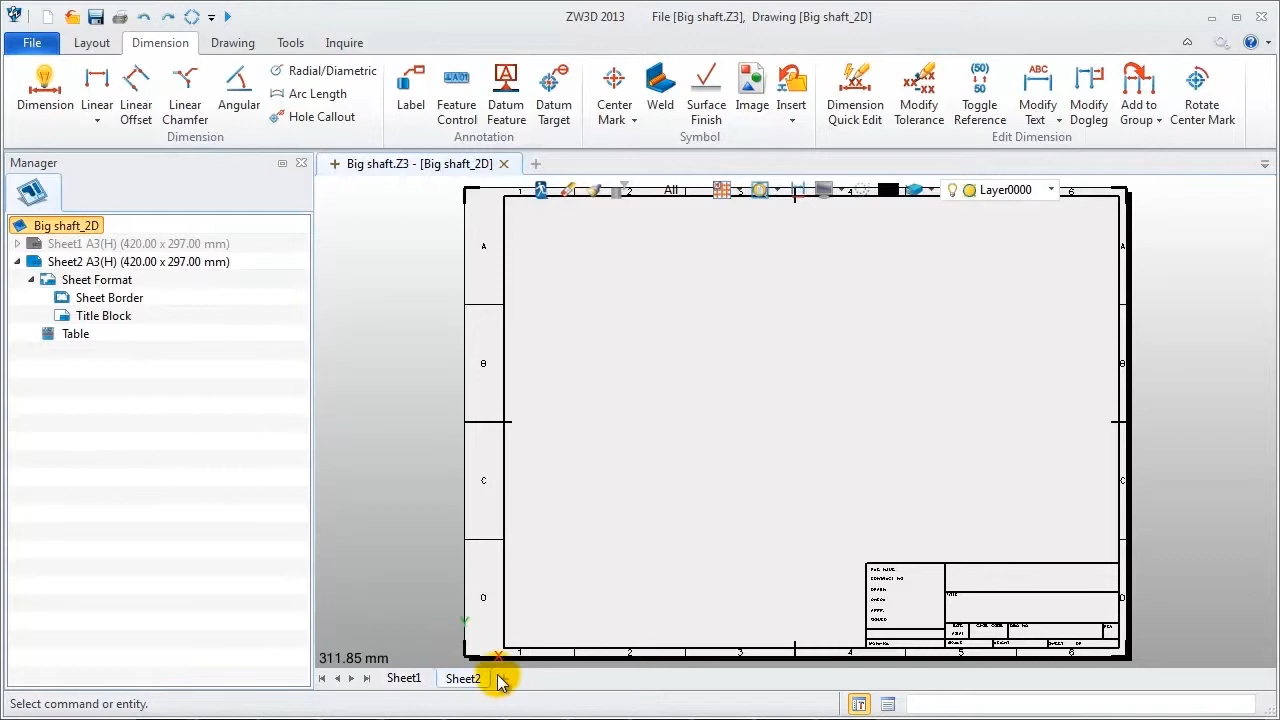 ZW3D 2013 File [Big shaft.Z3], Drawing [Big shaft_2D]
File Layout Dimension Drawing Tools Inquire
Dimension
Linear
Linear Offset
Linear Chamfer
Angular
Radial/Diametric
Arc Length
Hole Callout
Dimension
Label
Feature Control
Datum Feature
Datum Target
Annotation
Center Mark
Weld
Surface Finish
Image
Insert
Symbol
Dimension Quick Edit
Modify Tolerance
Toggle Reference
Modify Text
Modify Dogleg
Add to Group
Rotate Center Mark
Edit Dimension
Manager
Big shaft.Z3 - [Big shaft_2D]
Big shaft_2D
Sheet1 A3(H) (420.00 x 297.00 mm)
Sheet2 A3(H) (420.00 x 297.00 mm)
Sheet Format
Sheet Border
Title Block
Table
All
Layer0000
1 2 3 4 6
A A
B B
C C
D D
1 2 3 4 5 6
311.85 mm
Sheet1 Sheet2
Select command or entity.